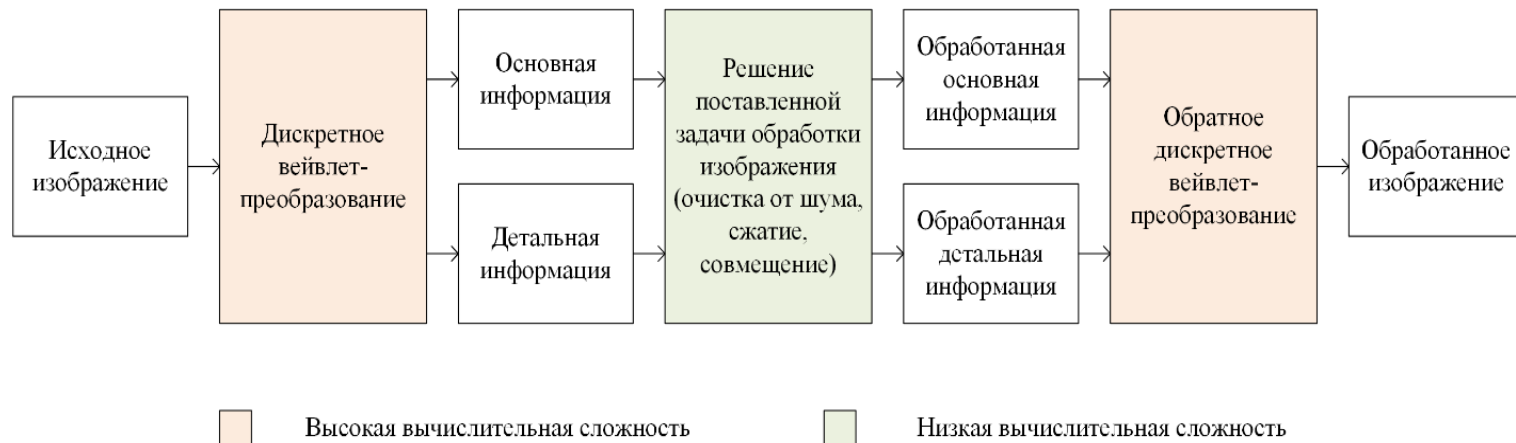 Исходное
изображение
Дискретное
вейвлет-
преобразование
Основная
информация
Детальная
информация
Решение
поставленной
задачи обработки
изображения
(очистка от шума,
сжатие,
совмещение)
Обработанная
основная
информация
Обработанная
детальная
информация
Обратное
дискретное
вейвлет-
преобразование
Обработанное
изображение
Высокая вычислительная сложность
Низкая вычислительная сложность